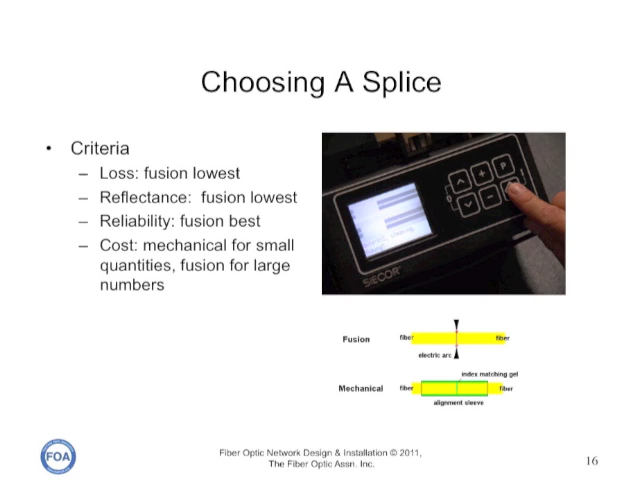 Choosing A Splice
• Criteria
– Loss: fusion lowest
– Reflectance: fusion lowest
– Reliability: fusion best
– Cost: mechanical for small
quantities, fusion for large
numbers
SIECOR
Fusion
fiber
fiber
electric arc
index matching gel
Mechanical
fiber
fiber
alignment sleeve
FOA
Fiber Optic Network Design & Installation © 2011,
The Fiber Optic Assn. Inc.
16